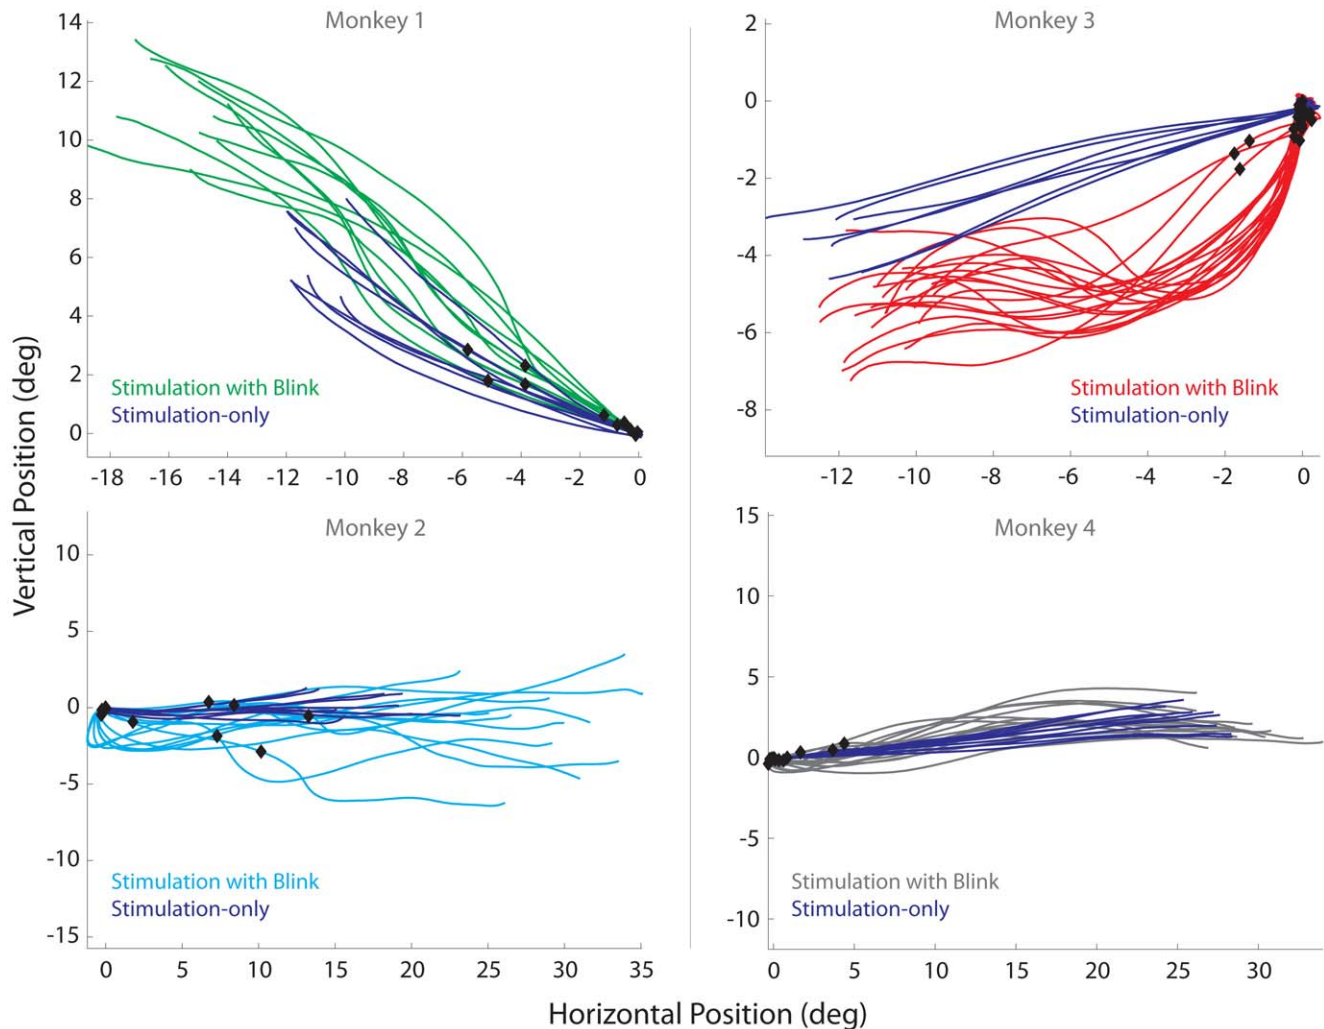 Monkey 1
14
12
10
8
6
4
2
0
Stimulation with Blink
Stimulation-only
-18 -16 -14 -12 -10 -8 -6 -4 -2 0
Monkey 3
2
0
-2
-4
-6
-8
Stimulation with Blink
Stimulation-only
-12 -10 -8 -6 -4 -2 0
Vertical Position (deg)
Monkey 2
10
5
0
-5
-10
-15
Stimulation with Blink
Stimulation-only
0 5 10 15 20 25 30 35
Monkey 4
15
10
5
0
-5
-10
Stimulation with Blink
Stimulation-only
0 5 10 15 20 25 30
Horizontal Position (deg)